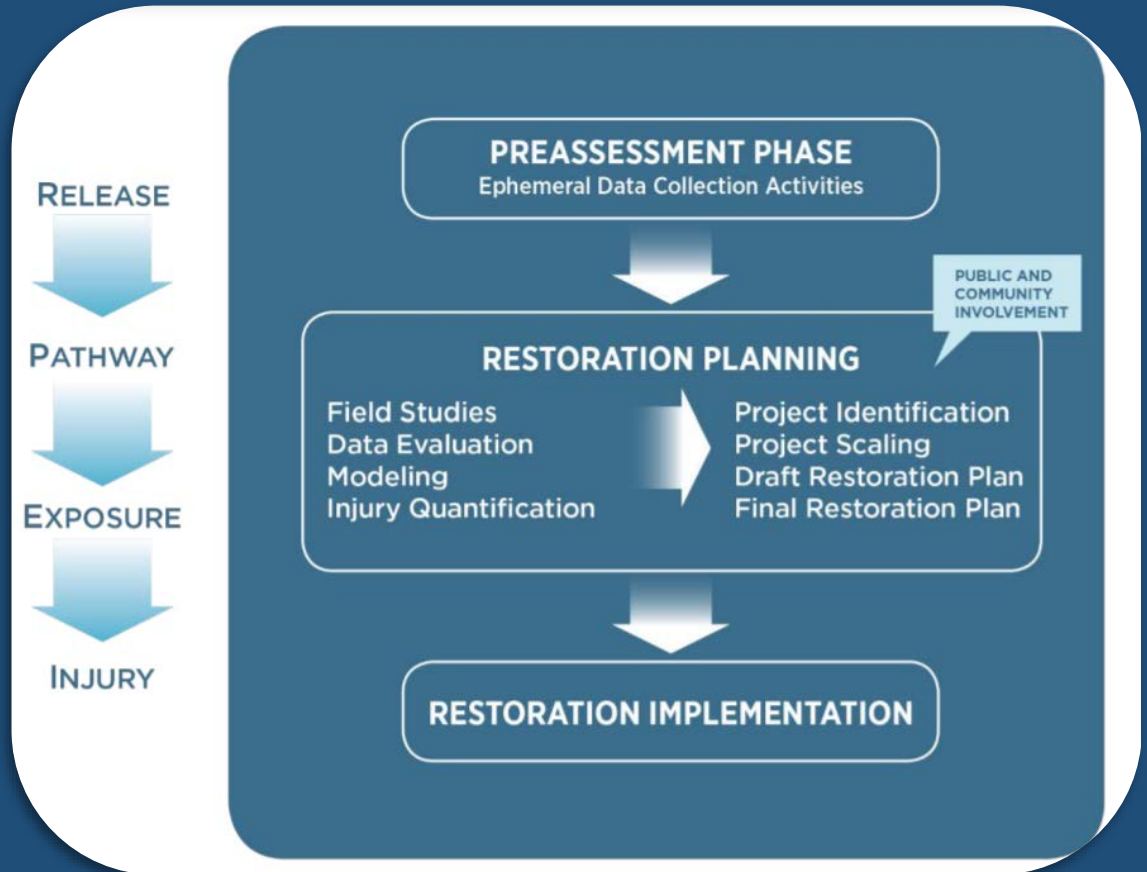 RELEASE
PATHWAY
EXPOSURE
INJURY
PREASSESSMENT PHASE
Ephemeral Data Collection Activities
PUBLIC AND
COMMUNITY
INVOLVEMENT
RESTORATION PLANNING
Field Studies
Data Evaluation
Modeling
Injury Quantification
Project Identification
Project Scaling
Draft Restoration Plan
Final Restoration Plan
RESTORATION IMPLEMENTATION